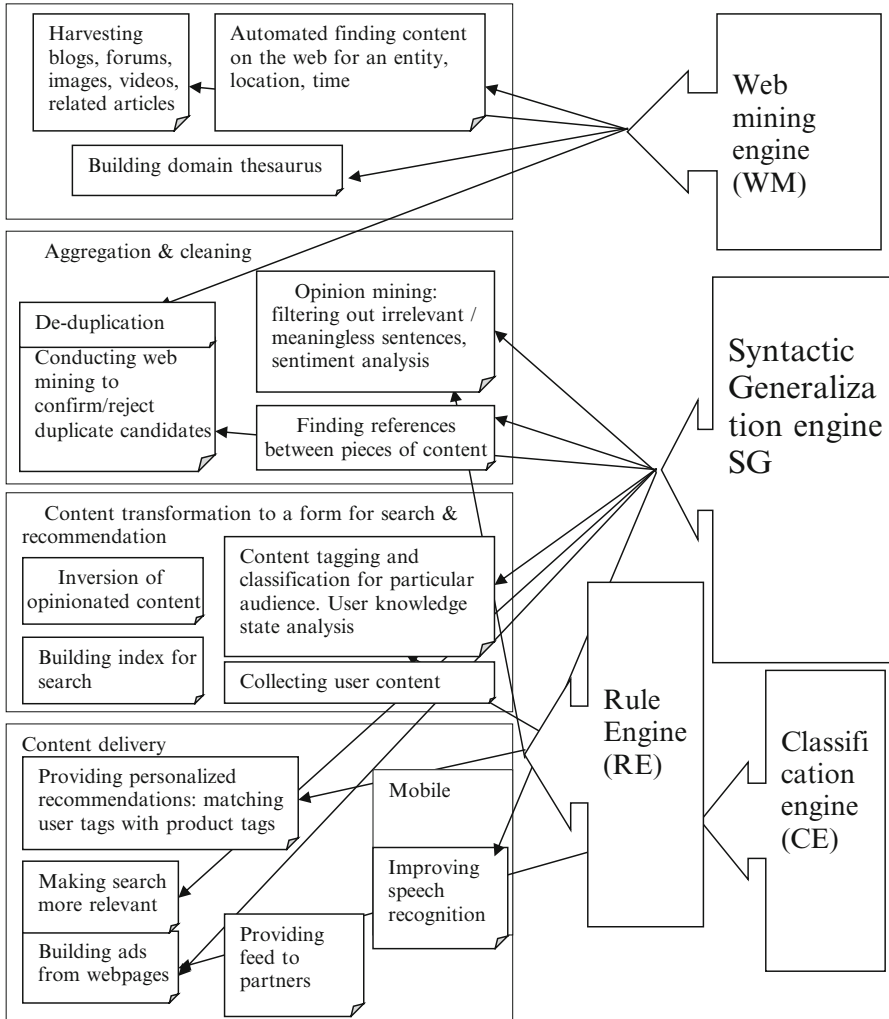 Harvesting
blogs, forums,
images, videos,
related articles
Automated finding content
on the web for an entity,
location, time
Building domain thesaurus
Web
mining
engine
(WM)
Aggregation & cleaning
De-duplication
Conducting web
mining to
confirm/reject
duplicate candidates
Opinion mining:
filtering out irrelevant /
meaningless sentences,
sentiment analysis
Finding references
between pieces of content
Syntactic
Generaliza
tion engine
SG
Content transformation to a form for search &
recommendation
Inversion of
opinionated content
Building index for
search
Content tagging and
classification for particular
audience. User knowledge
state analysis
Collecting user content
Rule
Engine
(RE)
Classifi
cation
engine
(CE)
Content delivery
Providing personalized
recommendations: matching
user tags with product tags
Mobile
Making search
more relevant
Improving
speech
recognition
Building ads
from webpages
Providing
feed to
partners